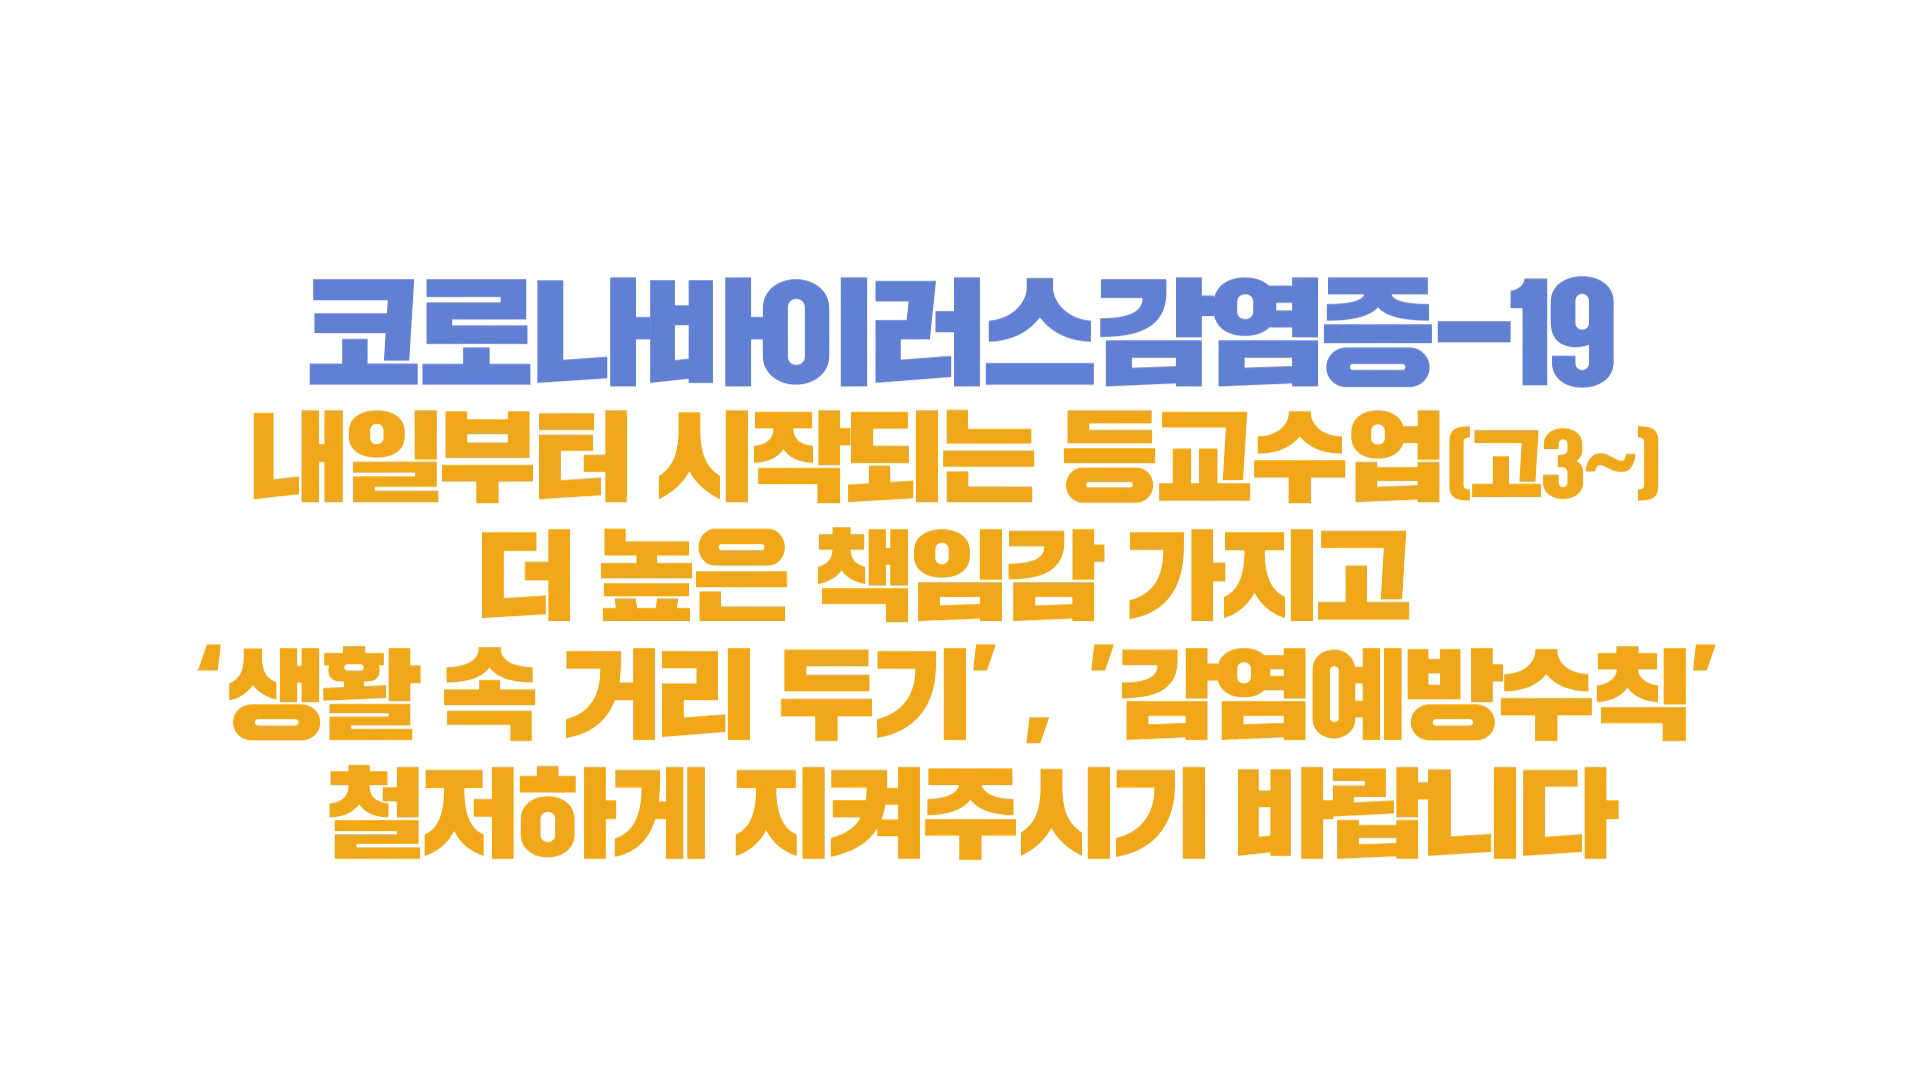 코로나바이러스감염증-19
내일부터 시작되는 등교수업(고3~)
더 높은 책임감 가지고
‘생활 속 거리 두기’ , ’감염예방수칙’
철저하게 지켜주시기 바랍니다